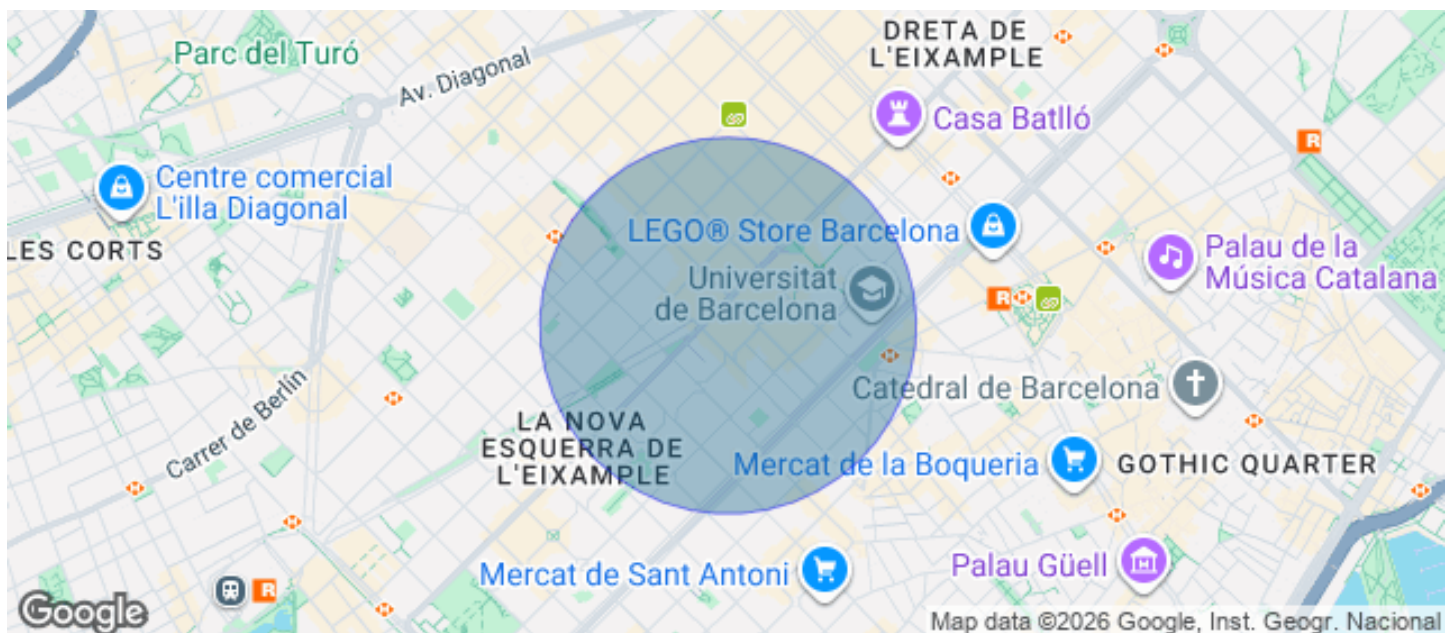 DRETA DE
L'EIXAMPLE
Parc del Turó
Av. Diagonal
Casa Batlló
R
Centre comercial
L'illa Diagonal
LES CORTS
LEGO® Store Barcelona
Palau de la
Música Catalana
Universitat
de Barcelona
R
Catedral de Barcelona
Carrer de Berlín
LA NOVA
ESQUERRA DE
L'EIXAMPLE
Mercat de la Boqueria
GOTHIC QUARTER
Mercat de Sant Antoni
Palau Güell
R
Google
Map data ©2026 Google, Inst. Geogr. Nacional